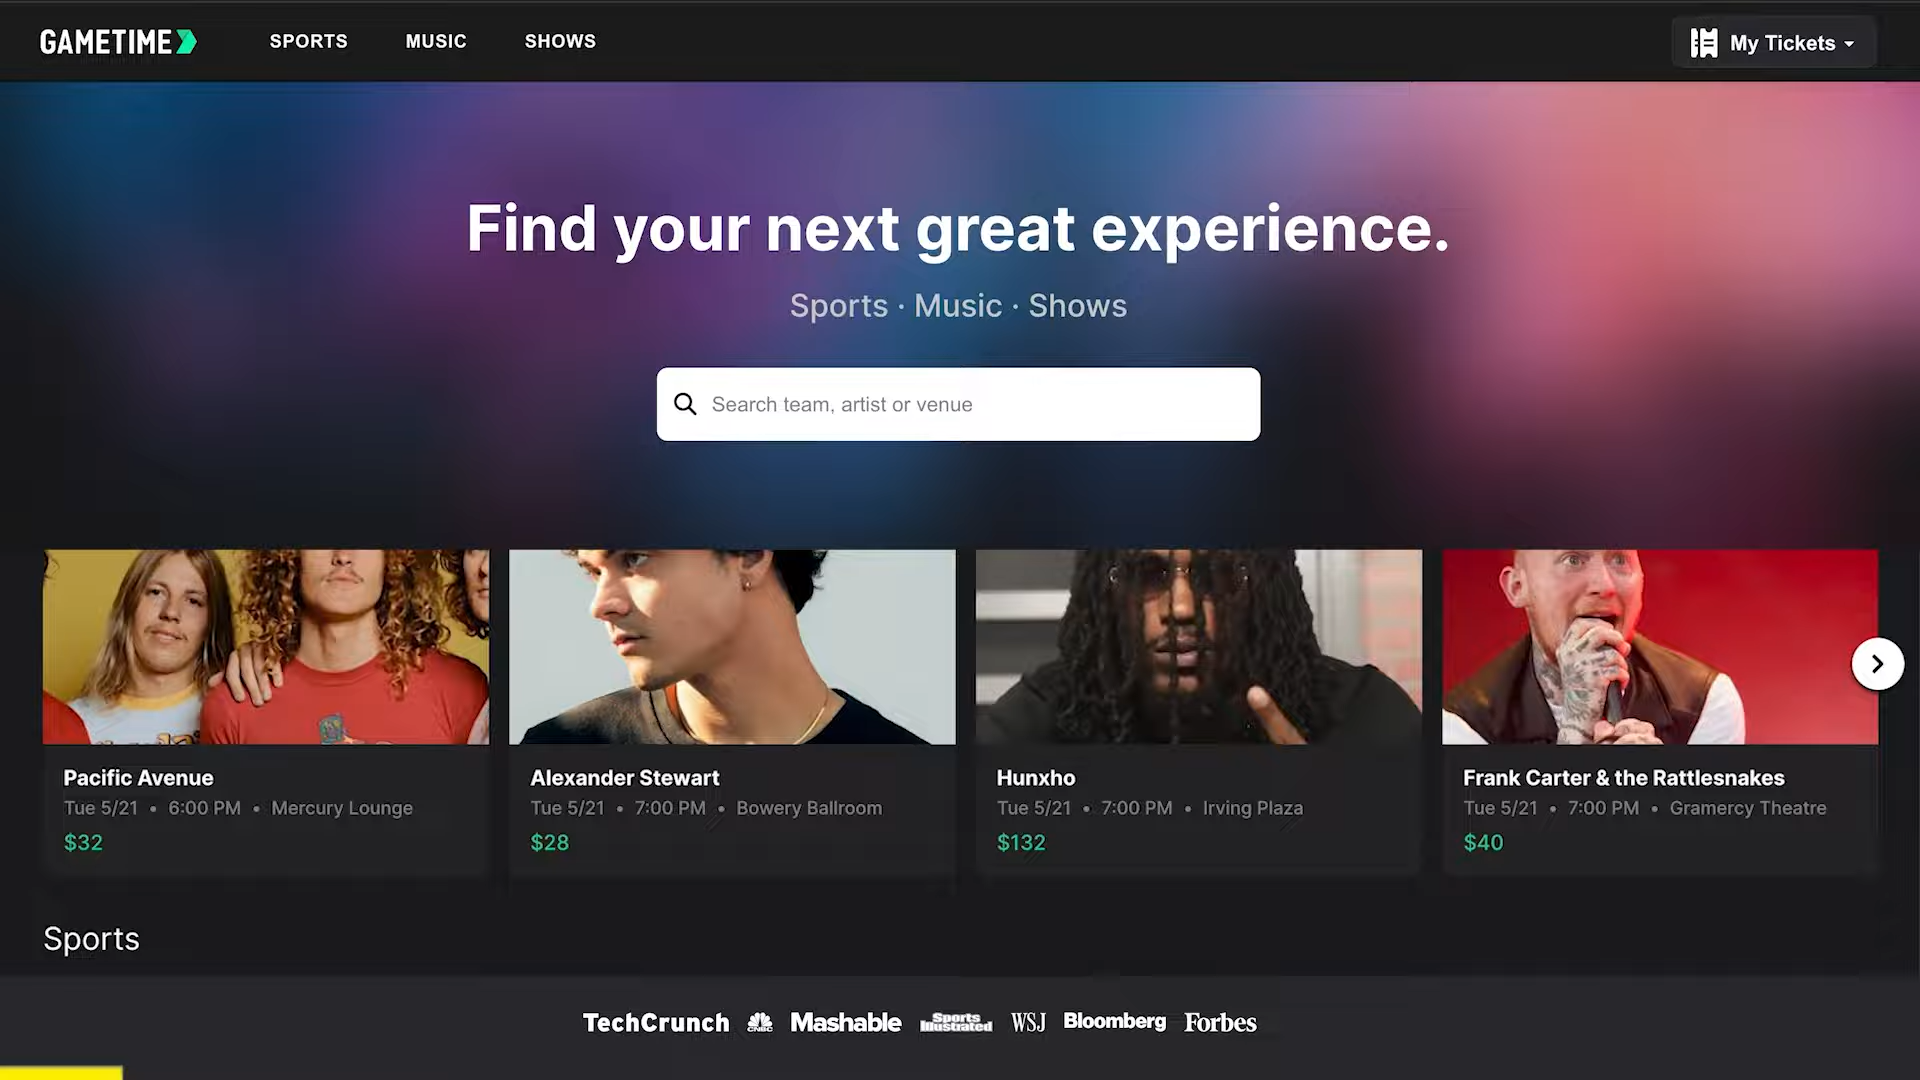 GAMETIME
SPORTS
MUSIC
SHOWS
My Tickets
Find your next great experience.
Sports · Music · Shows
Search team, artist or venue
Pacific Avenue
Tue 5/21 • 6:00 PM • Mercury Lounge
$32
Alexander Stewart
Tue 5/21 • 7:00 PM • Bowery Ballroom
$28
Hunxho
Tue 5/21 • 7:00 PM • Irving Plaza
$132
Frank Carter & the Rattlesnakes
Tue 5/21 • 7:00 PM • Gramercy Theatre
$40
Sports
TechCrunch CNBC Mashable Sports Illustrated WSJ Bloomberg Forbes